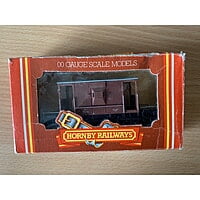 00 GAUGE SCALE MODELS
HORNBY RAILWAYS